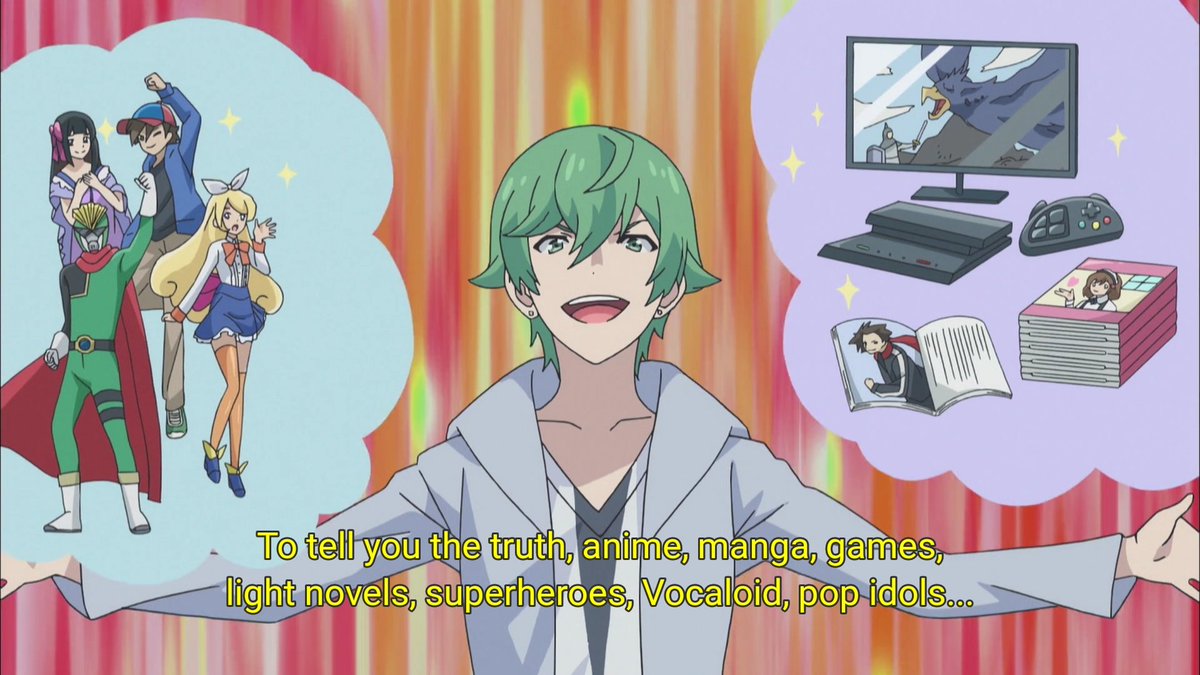 To tell you the truth, anime, manga, games,
light novels, superheroes, Vocaloid, pop idols...